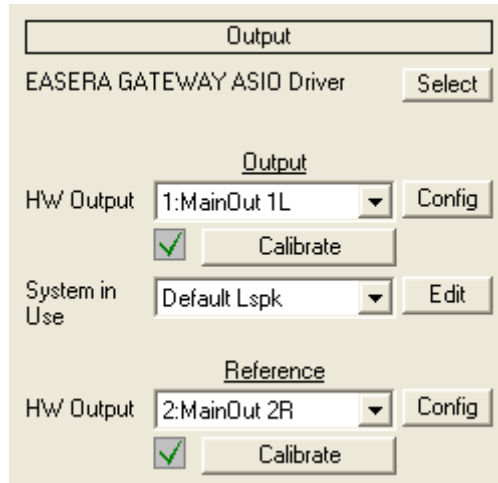 Output
EASERA GATEWAY ASIO Driver Select
Output
HW Output 1:MainOut 1L Config
Calibrate
System in Use Default Lspk Edit
Reference
HW Output 2:MainOut 2R Config
Calibrate